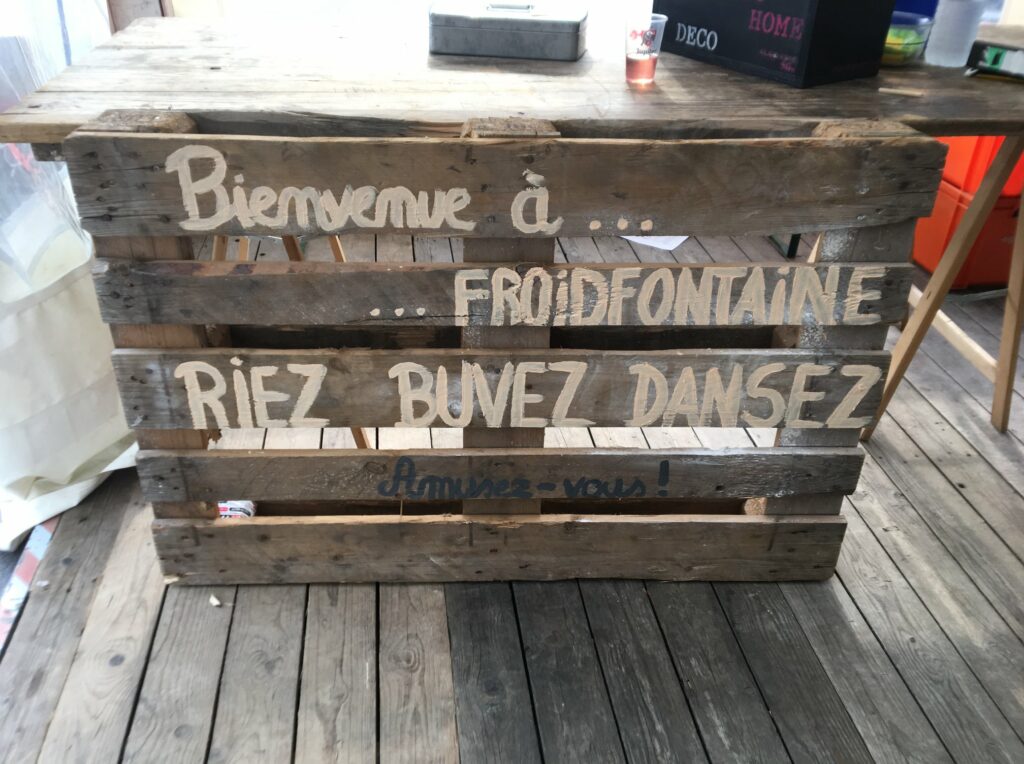 DECO
HOME
Bienvenue à ...
... FROiDFONTAiNE
RiEZ BUVEZ DANSEZ
Amusez-vous !